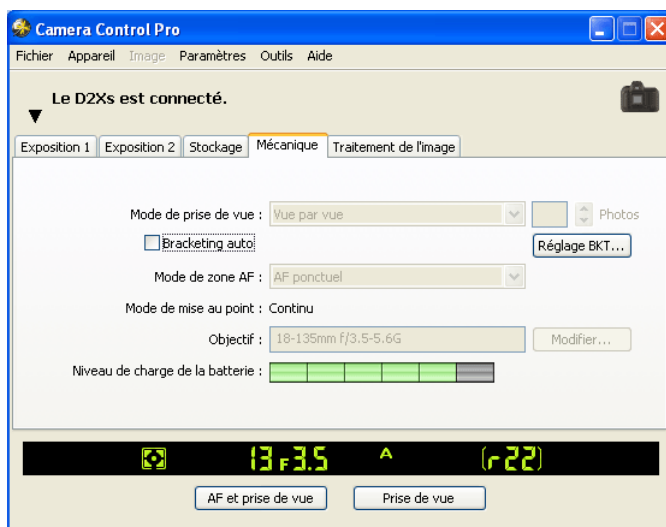 Camera Control Pro
Fichier Appareil Image Paramètres Outils Aide
Le D2Xs est connecté.
Exposition 1 Exposition 2 Stockage Mécanique Traitement de l'image
Mode de prise de vue : Vue par vue Photos
Bracketing auto Réglage BKT...
Mode de zone AF : AF ponctuel
Mode de mise au point : Continu
Objectif : 18-135mm f/3.5-5.6G Modifier...
Niveau de charge de la batterie :
13 F3.5 A (r22)
AF et prise de vue Prise de vue